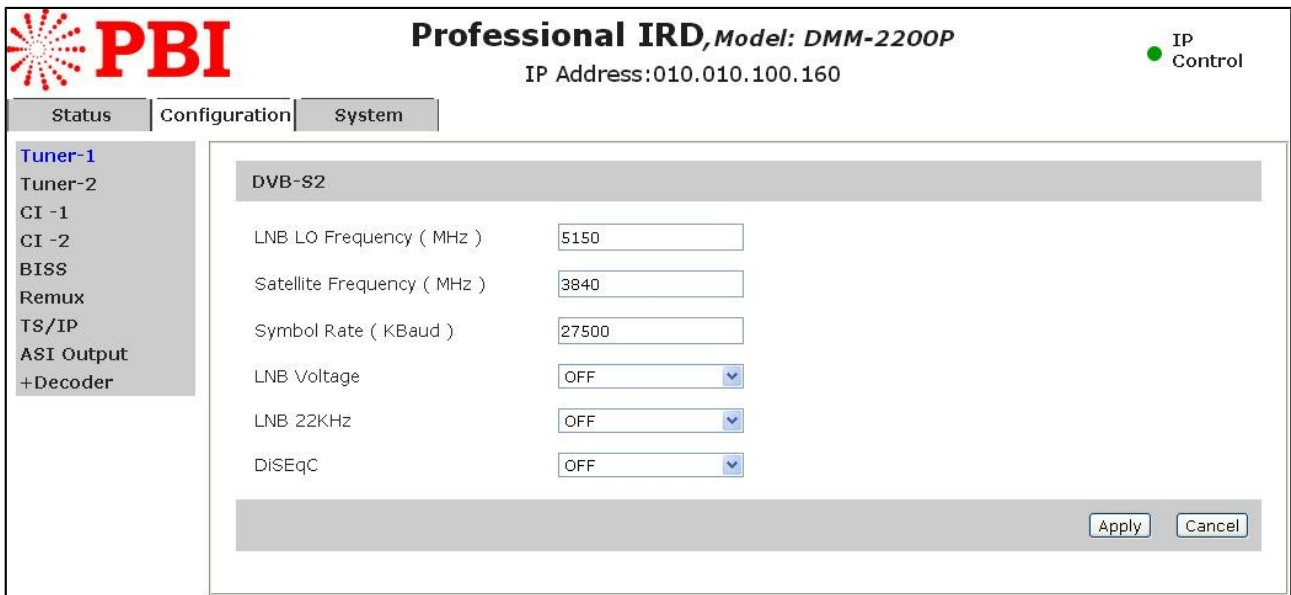 PBI
Professional IRD,Model: DMM-2200P
IP Address:010.010.100.160
IP
Control
Status
Configuration
System
Tuner-1
Tuner-2
CI -1
CI -2
BISS
Remux
TS/IP
ASI Output
+Decoder
DVB-S2
LNB LO Frequency ( MHz ) 5150
Satellite Frequency ( MHz ) 3840
Symbol Rate ( KBaud ) 27500
LNB Voltage OFF
LNB 22KHz OFF
DiSEqC OFF
Apply Cancel